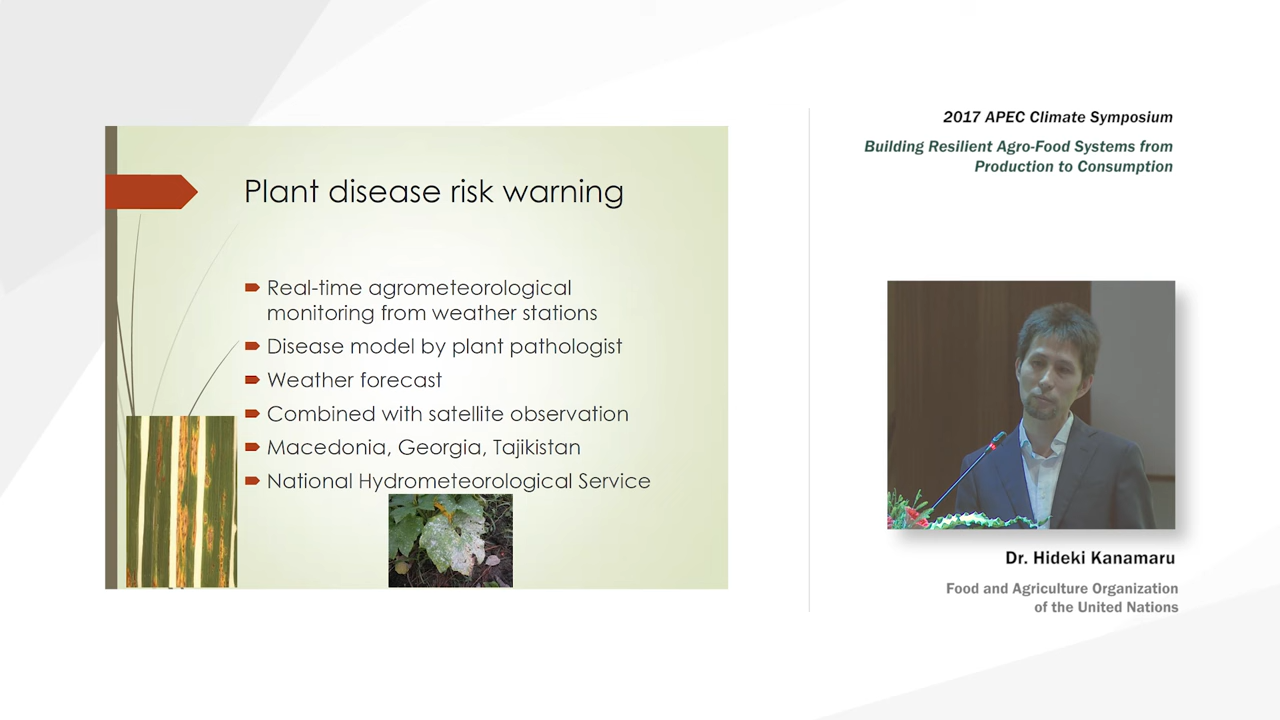 Plant disease risk warning
Real-time agrometeorological
monitoring from weather stations
Disease model by plant pathologist
Weather forecast
Combined with satellite observation
Macedonia, Georgia, Tajikistan
National Hydrometeorological Service
2017 APEC Climate Symposium
Building Resilient Agro-Food Systems from
Production to Consumption
Dr. Hideki Kanamaru
Food and Agriculture Organization
of the United Nations